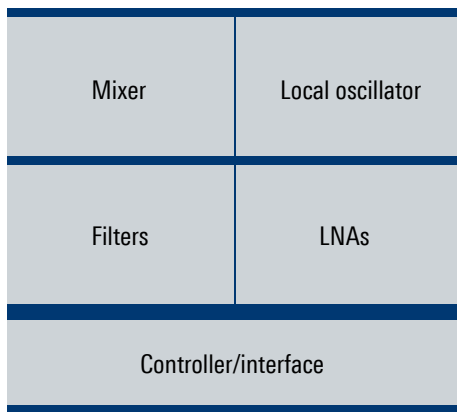 Mixer
Local oscillator
Filters
LNAs
Controller/interface